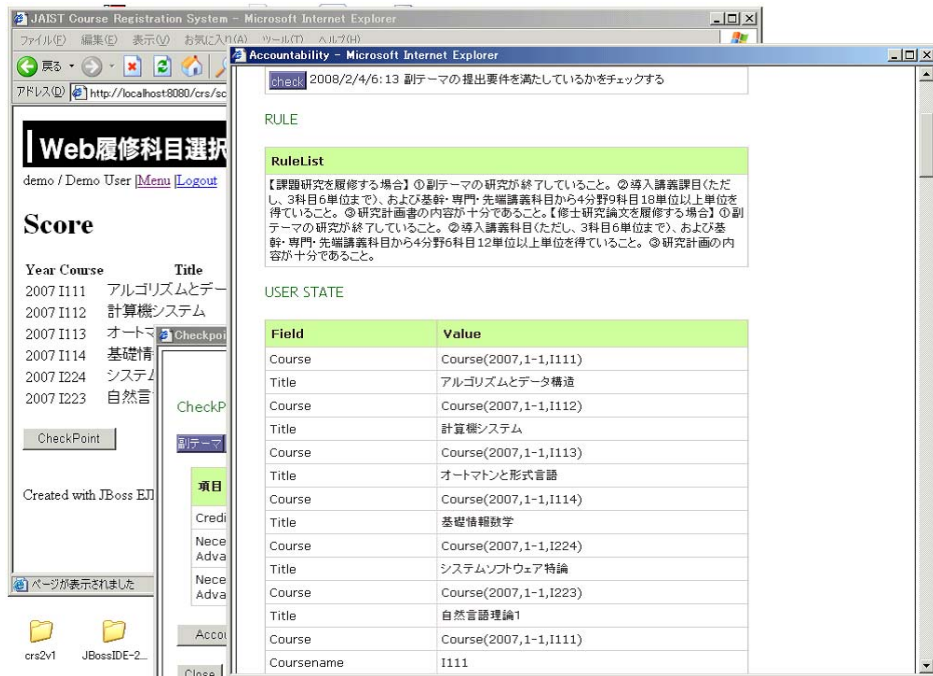 JAIST Course Registration System - Microsoft Internet Explorer
ファイル(F) 編集(E) 表示(V) お気に入り(A) ツール(T) ヘルプ(H)
戻る
アドレス(D) http://localhost:8080/crs/sc
Web履修科目選択
demo / Demo User |Menu |Logout
Score
Year Course Title
2007 I111 アルゴリズムとデー
2007 I112 計算機システム
2007 I113 オートマ
2007 I114 基礎情
2007 I224 システム
2007 I223 自然言
CheckPoint
Created with JBoss EJ
ページが表示されました
crs2v1
JBossIDE-2...
Checkpoi
CheckP
副テーマ
項目
Credi
Nece
Adva
Nece
Adva
Accou
Close
Accountability - Microsoft Internet Explorer
check 2008/2/4/6:13 副テーマの提出要件を満たしているかをチェックする
RULE
RuleList
【課題研究を履修する場合】①副テーマの研究が終了していること。②導入講義課目(ただ
し、3科目6単位まで)、および基幹・専門・先端講義科目から4分野9科目18単位以上単位を
得ていること。③研究計画書の内容が十分であること。【修士研究論文を履修する場合】①副
テーマの研究が終了していること。②導入講義科目(ただし、3科目6単位まで)、および基
幹・専門・先端講義科目から4分野6科目12単位以上単位を得ていること。③研究計画の内
容が十分であること。
USER STATE
Field Value
Course Course(2007,1-1,I111)
Title アルゴリズムとデータ構造
Course Course(2007,1-1,I112)
Title 計算機システム
Course Course(2007,1-1,I113)
Title オートマトンと形式言語
Course Course(2007,1-1,I114)
Title 基礎情報数学
Course Course(2007,1-1,I224)
Title システムソフトウェア特論
Course Course(2007,1-1,I223)
Title 自然言語理論1
Course Course(2007,1-1,I111)
Coursename I111